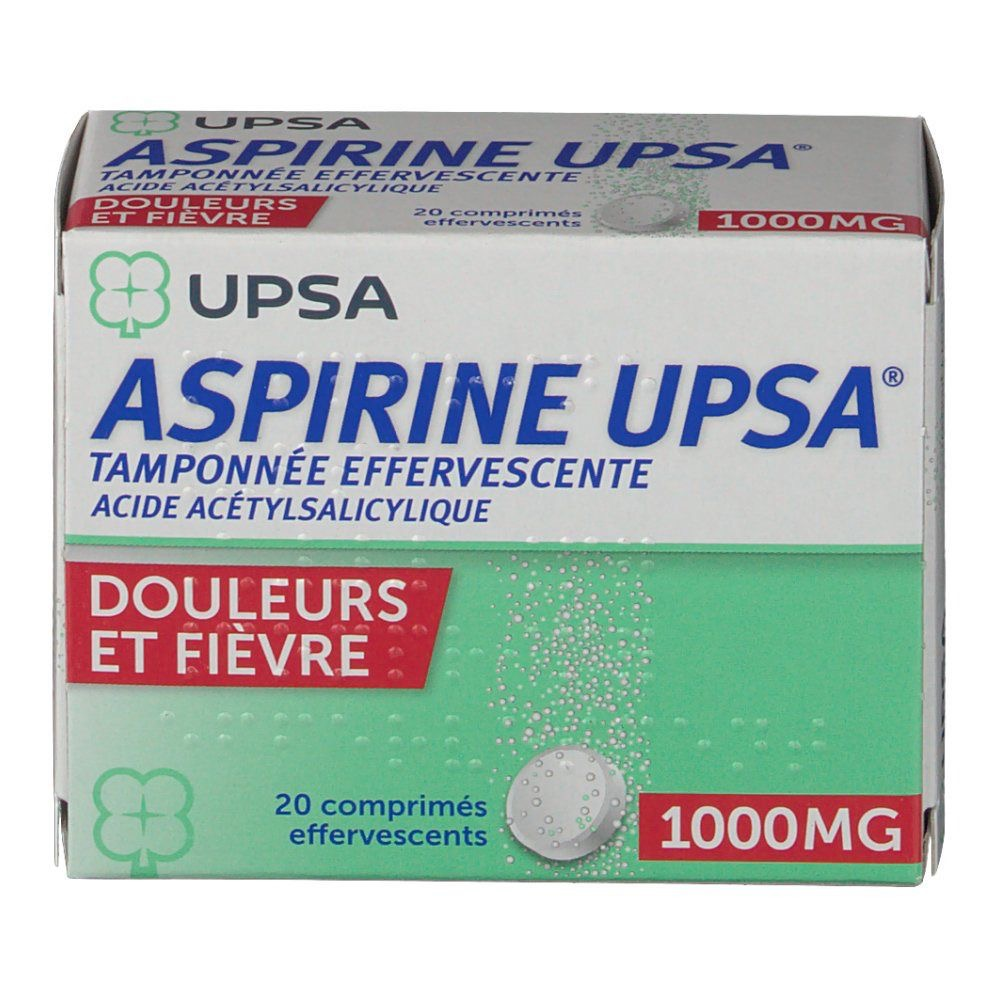 UPSA
ASPIRINE UPSA®
TAMPONNÉE EFFERVESCENTE
ACIDE ACÉTYLSALICYLIQUE
DOULEURS
ET FIÈVRE
20 comprimés
effervescents
1000MG
UPSA
ASPIRINE UPSA®
TAMPONNÉE EFFERVESCENTE
ACIDE ACÉTYLSALICYLIQUE
DOULEURS
ET FIÈVRE
20 comprimés
effervescents
1000MG